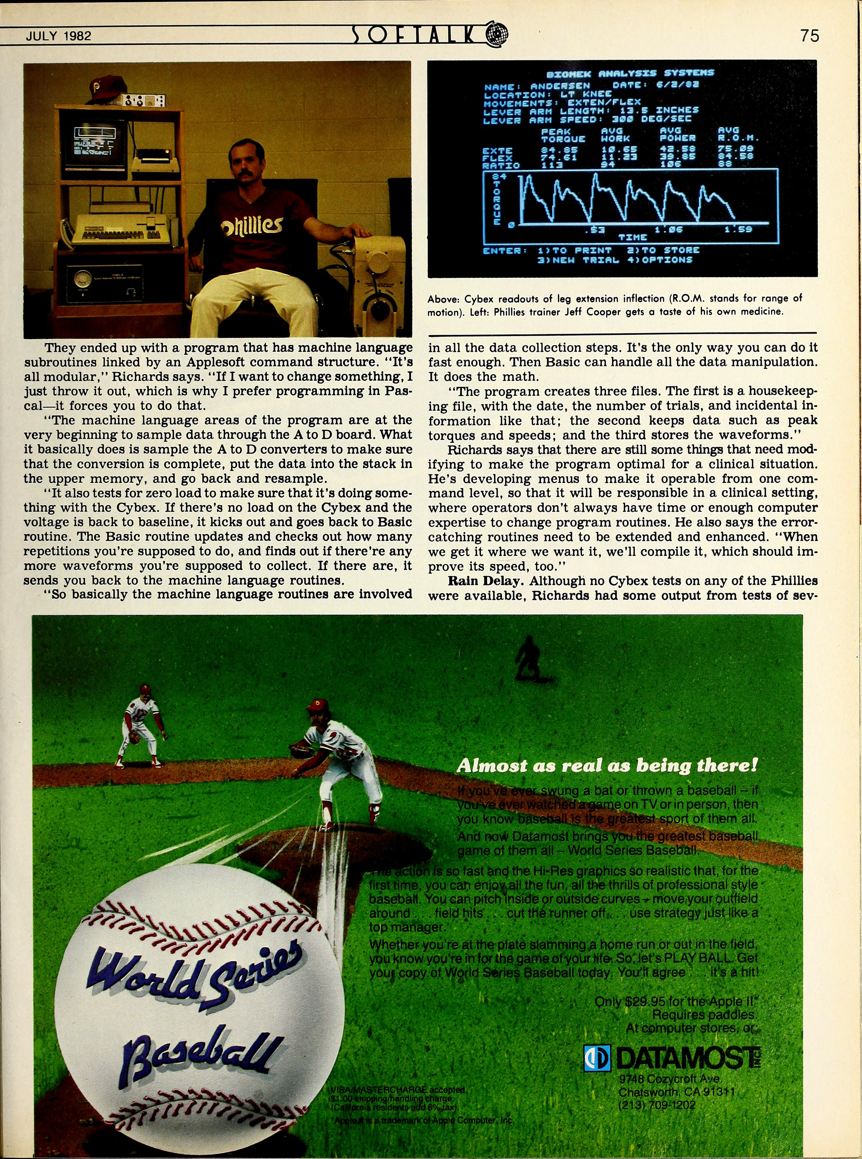 JULY 1982
SOFTALK
75
Phillies
BIOMEK ANALYSIS SYSTEMS
NAME: ANDERSEN DATE: 6/2/82
LOCATION: LT KNEE
MOVEMENTS: EXTEN/FLEX
LEVER ARM LENGTH: 13.5 INCHES
LEVER ARM SPEED: 300 DEG/SEC
PEAK AVG AVG AVG
TORQUE WORK POWER R.O.M.
EXTE 84.85 10.65 42.58 75.09
FLEX 74.61 11.23 39.85 84.58
RATIO 113 94 106 88
84
TORQUE
0
.53 1.06 1.59
TIME
ENTER: 1)TO PRINT 2)TO STORE
3)NEW TRIAL 4)OPTIONS
Above: Cybex readouts of leg extension inflection (R.O.M. stands for range of
motion). Left: Phillies trainer Jeff Cooper gets a taste of his own medicine.
They ended up with a program that has machine language
subroutines linked by an Applesoft command structure. "It's
all modular," Richards says. "If I want to change something, I
just throw it out, which is why I prefer programming in Pas-
cal—it forces you to do that.
"The machine language areas of the program are at the
very beginning to sample data through the A to D board. What
it basically does is sample the A to D converters to make sure
that the conversion is complete, put the data into the stack in
the upper memory, and go back and resample.
"It also tests for zero load to make sure that it's doing some-
thing with the Cybex. If there's no load on the Cybex and the
voltage is back to baseline, it kicks out and goes back to Basic
routine. The Basic routine updates and checks out how many
repetitions you're supposed to do, and finds out if there're any
more waveforms you're supposed to collect. If there are, it
sends you back to the machine language routines.
"So basically the machine language routines are involved
in all the data collection steps. It's the only way you can do it
fast enough. Then Basic can handle all the data manipulation.
It does the math.
"The program creates three files. The first is a housekeep-
ing file, with the date, the number of trials, and incidental in-
formation like that; the second keeps data such as peak
torques and speeds; and the third stores the waveforms."
Richards says that there are still some things that need mod-
ifying to make the program optimal for a clinical situation.
He's developing menus to make it operable from one com-
mand level, so that it will be responsible in a clinical setting,
where operators don't always have time or enough computer
expertise to change program routines. He also says the error-
catching routines need to be extended and enhanced. "When
we get it where we want it, we'll compile it, which should im-
prove its speed, too."
Rain Delay. Although no Cybex tests on any of the Phillies
were available, Richards had some output from tests of sev-
Almost as real as being there!
If you've ever swung a bat or thrown a baseball – if
you've ever watched a game on TV or in person, then
you know baseball is the greatest sport of them all.
And now Datamost brings you the greatest baseball
game of them all – World Series Baseball.
The action is so fast and the Hi-Res graphics so realistic that, for the
first time, you can enjoy all the fun, all the thrills of professional style
baseball. You can pitch inside or outside curves – move your outfield
around . . . field hits . . . cut the runner off . . . use strategy just like a
top manager.
Whether you're at the plate slamming a home run or out in the field,
you know you're in for the game of your life. So, let's PLAY BALL. Get
your copy of World Series Baseball today. You'll agree . . . it's a hit!
World Series
Baseball
Only $29.95 for the Apple II*
Requires paddles.
At computer stores, or:
DATAMOST INC.
9748 Cozycroft Ave.
Chatsworth, CA 91311
(213) 709-1202
VISA/MASTERCHARGE accepted.
$1.00 shipping/handling charge.
(California residents add 6% tax)
*Apple II is a trademark of Apple Computer, Inc.